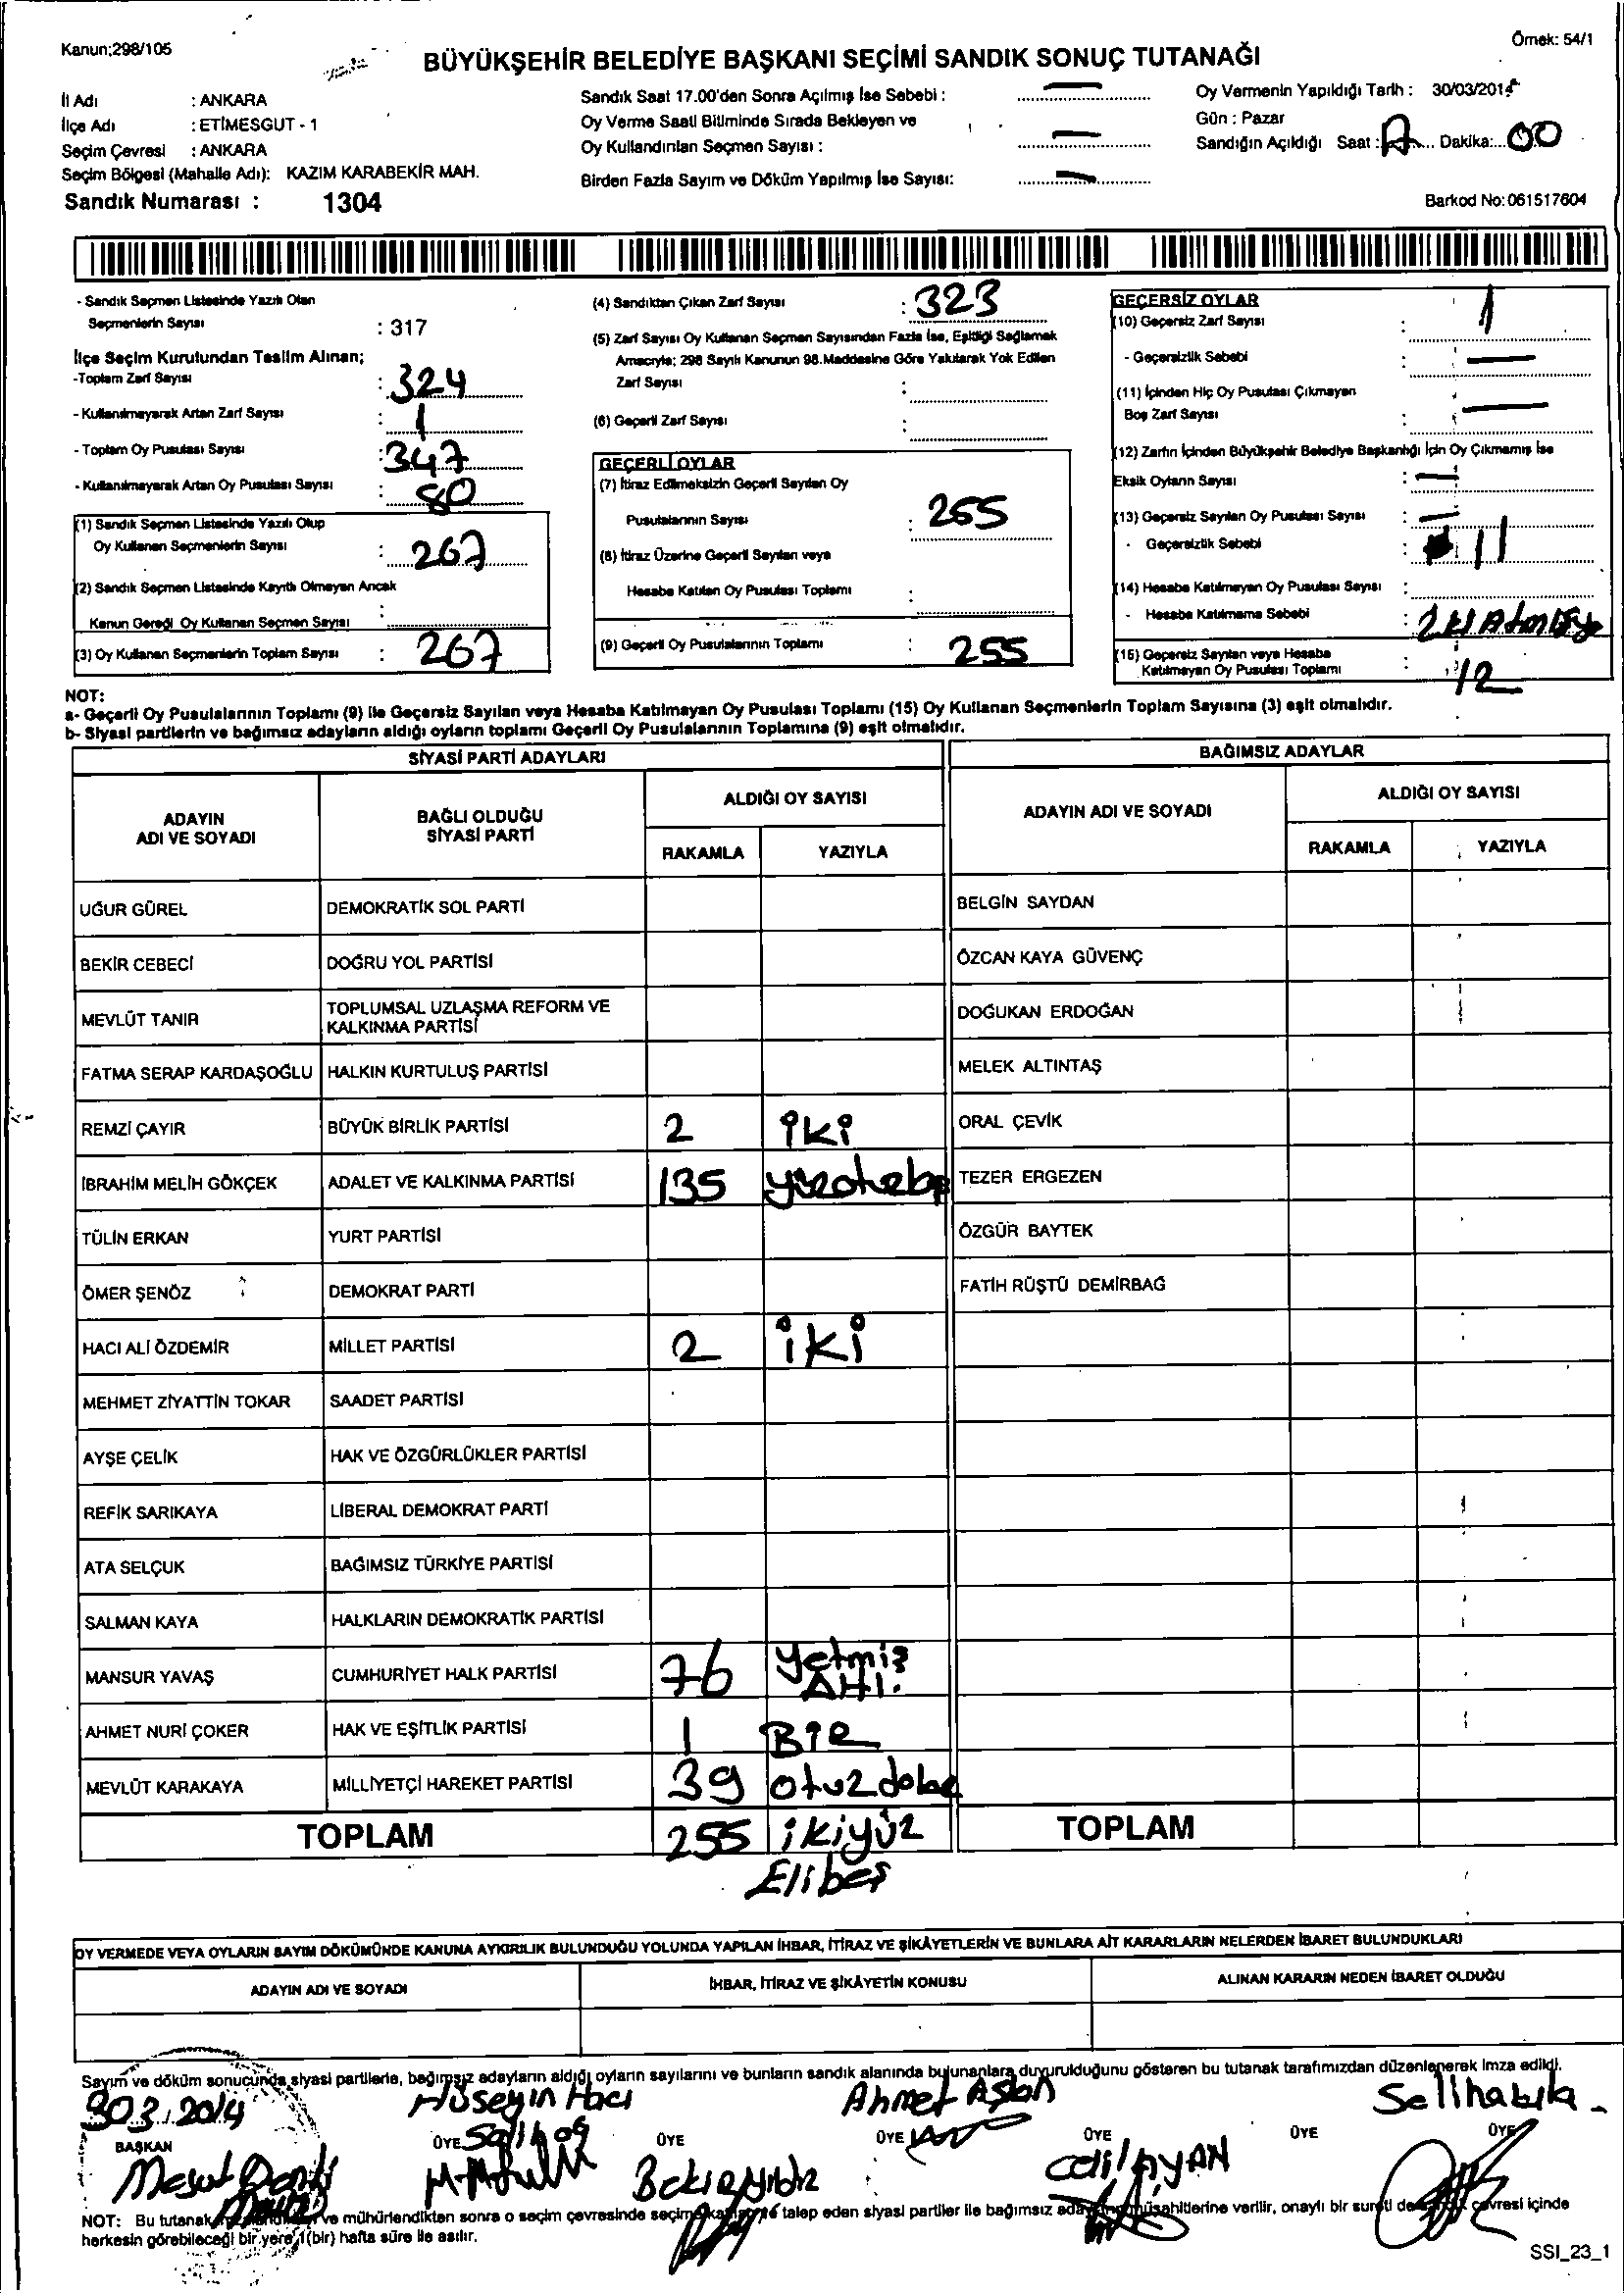 Kanun;298/105
Örnek: 54/1
BÜYÜKŞEHİR BELEDİYE BAŞKANI SEÇİMİ SANDIK SONUÇ TUTANAĞI
İl Adı : ANKARA
İlçe Adı : ETİMESGUT - 1
Seçim Çevresi : ANKARA
Seçim Bölgesi (Mahalle Adı): KAZIM KARABEKİR MAH.
Sandık Numarası : 1304
Sandık Saat 17.00'den Sonra Açılmış İse Sebebi :
Oy Verme Saati Bitiminde Sırada Bekleyen ve
Oy Kullandırılan Seçmen Sayısı :
Birden Fazla Sayım ve Döküm Yapılmış İse Sayısı:
Oy Vermenin Yapıldığı Tarih : 30/03/2014
Gün : Pazar
Sandığın Açıldığı Saat : Dakika: 00
Barkod No:061517604
- Sandık Seçmen Listesinde Yazılı Olan
Seçmenlerin Sayısı : 317
İlçe Seçim Kurulundan Teslim Alınan;
-Toplam Zarf Sayısı : 324
- Kullanılmayarak Artan Zarf Sayısı : 1
- Toplam Oy Pusulası Sayısı : 347
- Kullanılmayarak Artan Oy Pusulası Sayısı : 80
(1) Sandık Seçmen Listesinde Yazılı Olup
Oy Kullanan Seçmenlerin Sayısı : 267
(2) Sandık Seçmen Listesinde Kayıtlı Olmayan Ancak
Kanun Gereği Oy Kullanan Seçmen Sayısı :
(3) Oy Kullanan Seçmenlerin Toplam Sayısı : 267
(4) Sandıktan Çıkan Zarf Sayısı : 323
(5) Zarf Sayısı Oy Kullanan Seçmen Sayısından Fazla İse, Eşitliği Sağlamak
Amacıyla; 298 Sayılı Kanunun 98.Maddesine Göre Yakılarak Yok Edilen
Zarf Sayısı :
(6) Geçerli Zarf Sayısı :
GEÇERLİ OYLAR
(7) İtiraz Edilmeksizin Geçerli Sayılan Oy
Pusulalarının Sayısı : 255
(8) İtiraz Üzerine Geçerli Sayılan veya
Hesaba Katılan Oy Pusulası Toplamı :
(9) Geçerli Oy Pusulalarının Toplamı : 255
GEÇERSİZ OYLAR
(10) Geçersiz Zarf Sayısı : 1
- Geçersizlik Sebebi :
(11) İçinden Hiç Oy Pusulası Çıkmayan
Boş Zarf Sayısı :
(12) Zarfın İçinden Büyükşehir Belediye Başkanlığı İçin Oy Çıkmamış İse
Eksik Oyların Sayısı :
(13) Geçersiz Sayılan Oy Pusulası Sayısı :
- Geçersizlik Sebebi : 11
(14) Hesaba Katılmayan Oy Pusulası Sayısı :
- Hesaba Katılmama Sebebi :
(15) Geçersiz Sayılan veya Hesaba
Katılmayan Oy Pusulası Toplamı : 12
NOT:
a- Geçerli Oy Pusulalarının Toplamı (9) ile Geçersiz Sayılan veya Hesaba Katılmayan Oy Pusulası Toplamı (15) Oy Kullanan Seçmenlerin Toplam Sayısına (3) eşit olmalıdır.
b- Siyasi partilerin ve bağımsız adayların aldığı oyların toplamı Geçerli Oy Pusulalarının Toplamına (9) eşit olmalıdır.
SİYASİ PARTİ ADAYLARI
BAĞIMSIZ ADAYLAR
ADAYIN
ADI VE SOYADI
BAĞLI OLDUĞU
SİYASİ PARTİ
ALDIĞI OY SAYISI
RAKAMLA YAZIYLA
ADAYIN ADI VE SOYADI
ALDIĞI OY SAYISI
RAKAMLA YAZIYLA
UĞUR GÜREL DEMOKRATİK SOL PARTİ BELGİN SAYDAN
BEKİR CEBECİ DOĞRU YOL PARTİSİ ÖZCAN KAYA GÜVENÇ
MEVLÜT TANIR TOPLUMSAL UZLAŞMA REFORM VE
KALKINMA PARTİSİ DOĞUKAN ERDOĞAN
FATMA SERAP KARDAŞOĞLU HALKIN KURTULUŞ PARTİSİ MELEK ALTINTAŞ
REMZİ ÇAYIR BÜYÜK BİRLİK PARTİSİ 2 iki ORAL ÇEVİK
İBRAHİM MELİH GÖKÇEK ADALET VE KALKINMA PARTİSİ 135 TEZER ERGEZEN
TÜLİN ERKAN YURT PARTİSİ ÖZGÜR BAYTEK
ÖMER ŞENÖZ DEMOKRAT PARTİ FATİH RÜŞTÜ DEMİRBAĞ
HACI ALİ ÖZDEMİR MİLLET PARTİSİ 2 iki
MEHMET ZİYATTİN TOKAR SAADET PARTİSİ
AYŞE ÇELİK HAK VE ÖZGÜRLÜKLER PARTİSİ
REFİK SARIKAYA LİBERAL DEMOKRAT PARTİ
ATA SELÇUK BAĞIMSIZ TÜRKİYE PARTİSİ
SALMAN KAYA HALKLARIN DEMOKRATİK PARTİSİ
MANSUR YAVAŞ CUMHURİYET HALK PARTİSİ 76 yetmiş
AHtı.
AHMET NURİ ÇOKER HAK VE EŞİTLİK PARTİSİ 1 BİR
MEVLÜT KARAKAYA MİLLİYETÇİ HAREKET PARTİSİ 39 otuz
TOPLAM 255 ikiyüz TOPLAM
Elibeş
OY VERMEDE VEYA OYLARIN SAYIM DÖKÜMÜNDE KANUNA AYKIRILIK BULUNDUĞU YOLUNDA YAPILAN İHBAR, İTİRAZ VE ŞİKÂYETLERİN VE BUNLARA AİT KARARLARIN NELERDEN İBARET BULUNDUKLARI
ADAYIN ADI VE SOYADI İHBAR, İTİRAZ VE ŞİKÂYETİN KONUSU ALINAN KARARIN NEDEN İBARET OLDUĞU
Sayım ve döküm sonucunda siyasi partilerle, bağımsız adayların aldığı oyların sayılarını ve bunların sandık alanında bulunanlara duyurulduğunu gösteren bu tutanak tarafımızdan düzenlenerek imza edildi.
Hüseyin Hacı Ahmet Aslan
BAŞKAN ÜYE ÜYE ÜYE ÜYE ÜYE ÜYE
Mesut AYAN
NOT: Bu tutanak ve mühürlendikten sonra o seçim çevresinde seçime talep eden siyasi partiler ile bağımsız müşahitlerine verilir, onaylı bir sureti de çevresi içinde
herkesin görebileceği bir yere 1(bir) hafta süre ile asılır.
SSI_23_1